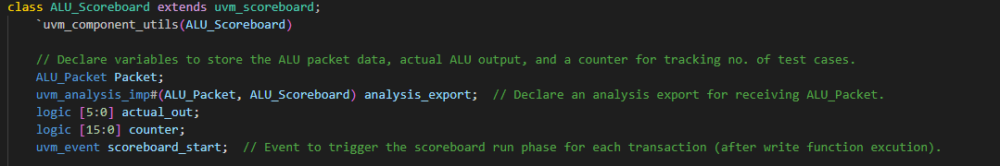 class ALU_Scoreboard extends uvm_scoreboard;
`uvm_component_utils(ALU_Scoreboard)
// Declare variables to store the ALU packet data, actual ALU output, and a counter for tracking no. of test cases.
ALU_Packet Packet;
uvm_analysis_imp#(ALU_Packet, ALU_Scoreboard) analysis_export;  // Declare an analysis export for receiving ALU_Packet.
logic [5:0] actual_out;
logic [15:0] counter;
uvm_event scoreboard_start;  // Event to trigger the scoreboard run phase for each transaction (after write function excution).